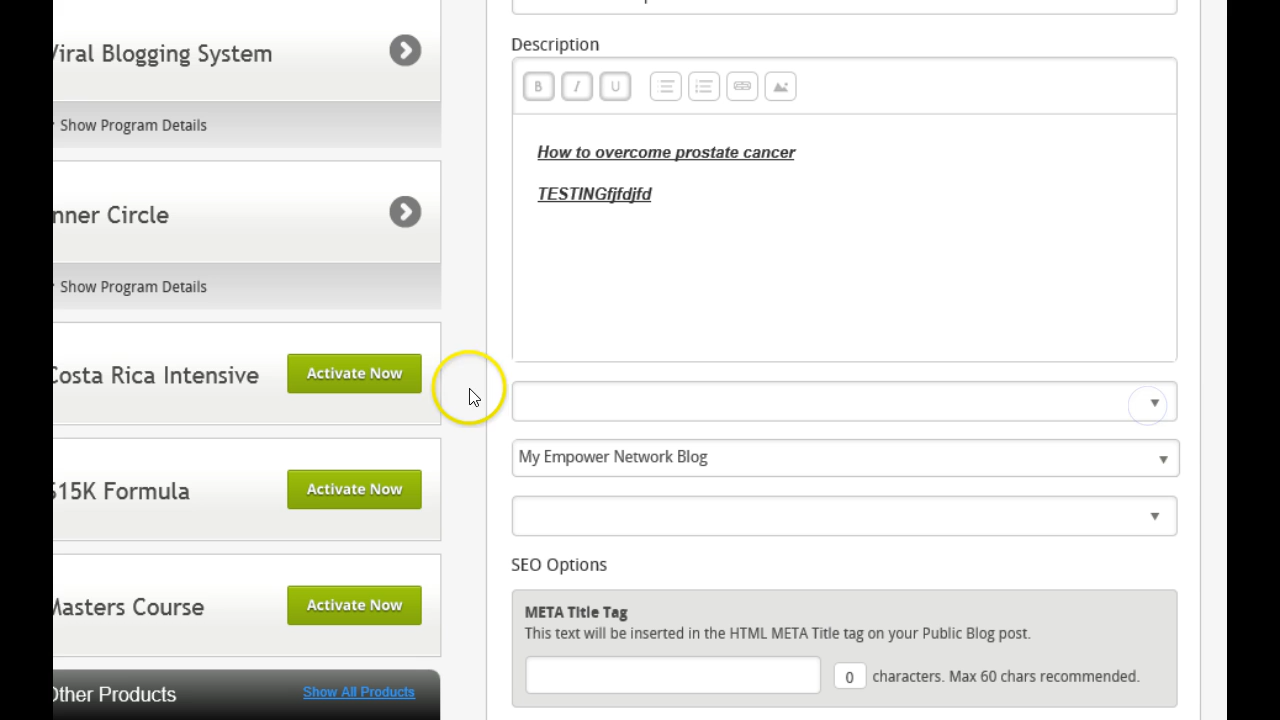 Viral Blogging System
Show Program Details
nner Circle
Show Program Details
Costa Rica Intensive
Activate Now
$15K Formula
Activate Now
Masters Course
Activate Now
Other Products
Show All Products
Description
B I U
How to overcome prostate cancer
TESTINGfjfdjfd
My Empower Network Blog
SEO Options
META Title Tag
This text will be inserted in the HTML META Title tag on your Public Blog post.
0 characters. Max 60 chars recommended.